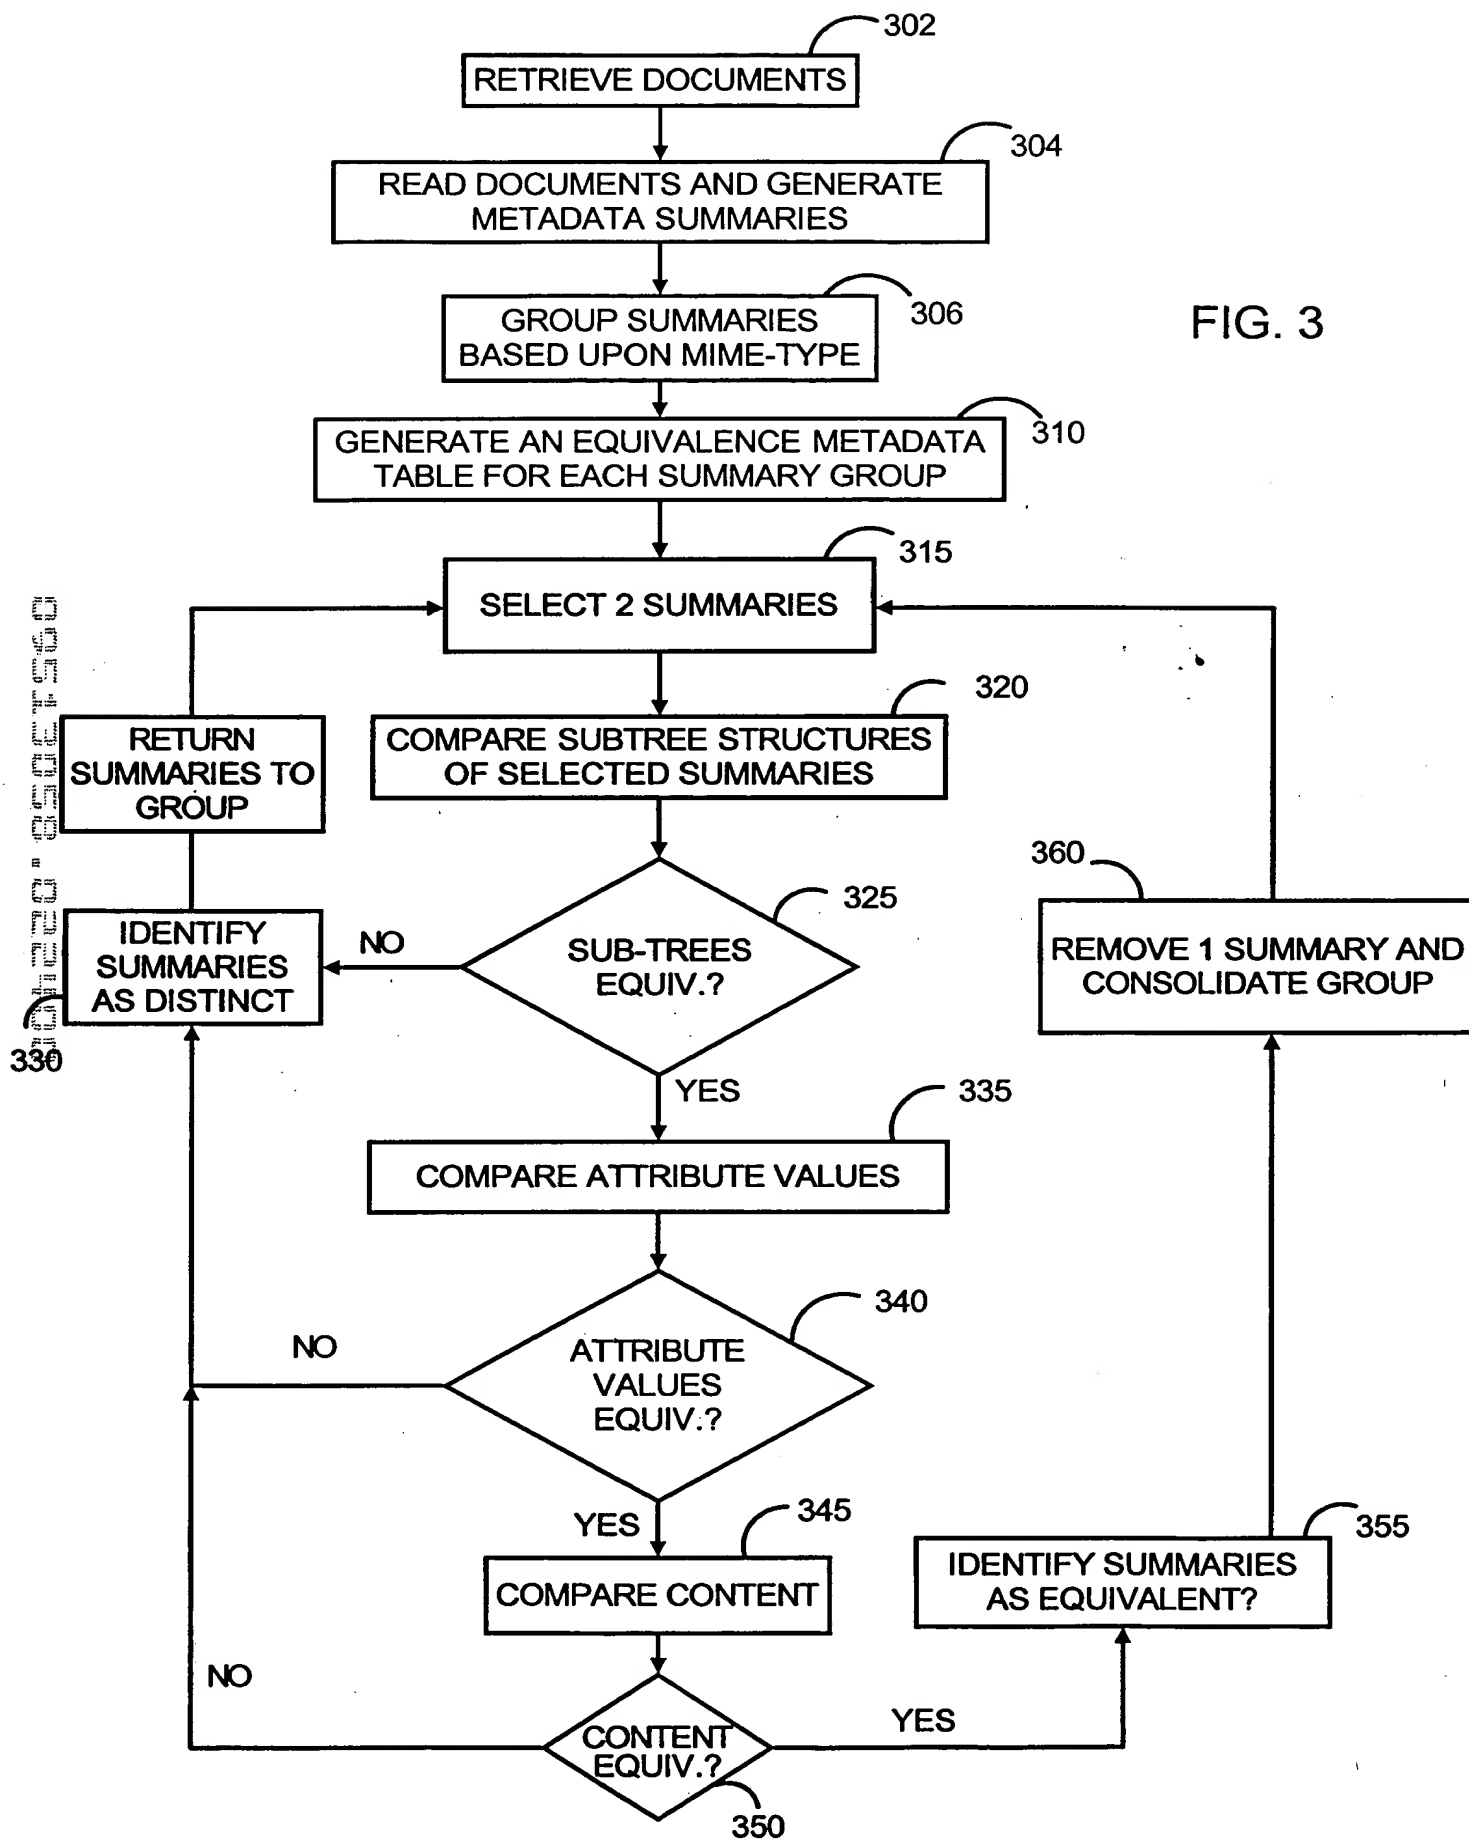 302
RETRIEVE DOCUMENTS
304
READ DOCUMENTS AND GENERATE
METADATA SUMMARIES
306
GROUP SUMMARIES
BASED UPON MIME-TYPE
FIG. 3
310
GENERATE AN EQUIVALENCE METADATA
TABLE FOR EACH SUMMARY GROUP
315
SELECT 2 SUMMARIES
320
COMPARE SUBTREE STRUCTURES
OF SELECTED SUMMARIES
RETURN
SUMMARIES TO
GROUP
325
SUB-TREES
EQUIV.?
NO
IDENTIFY
SUMMARIES
AS DISTINCT
330
360
REMOVE 1 SUMMARY AND
CONSOLIDATE GROUP
YES
335
COMPARE ATTRIBUTE VALUES
340
ATTRIBUTE
VALUES
EQUIV.?
NO
YES
345
COMPARE CONTENT
355
IDENTIFY SUMMARIES
AS EQUIVALENT?
NO
YES
CONTENT
EQUIV.?
350